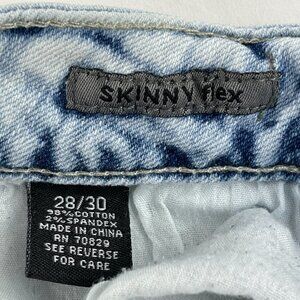 SKINNY flex
28/30
98% COTTON
2% SPANDEX
MADE IN CHINA
RN 70829
SEE REVERSE
FOR CARE